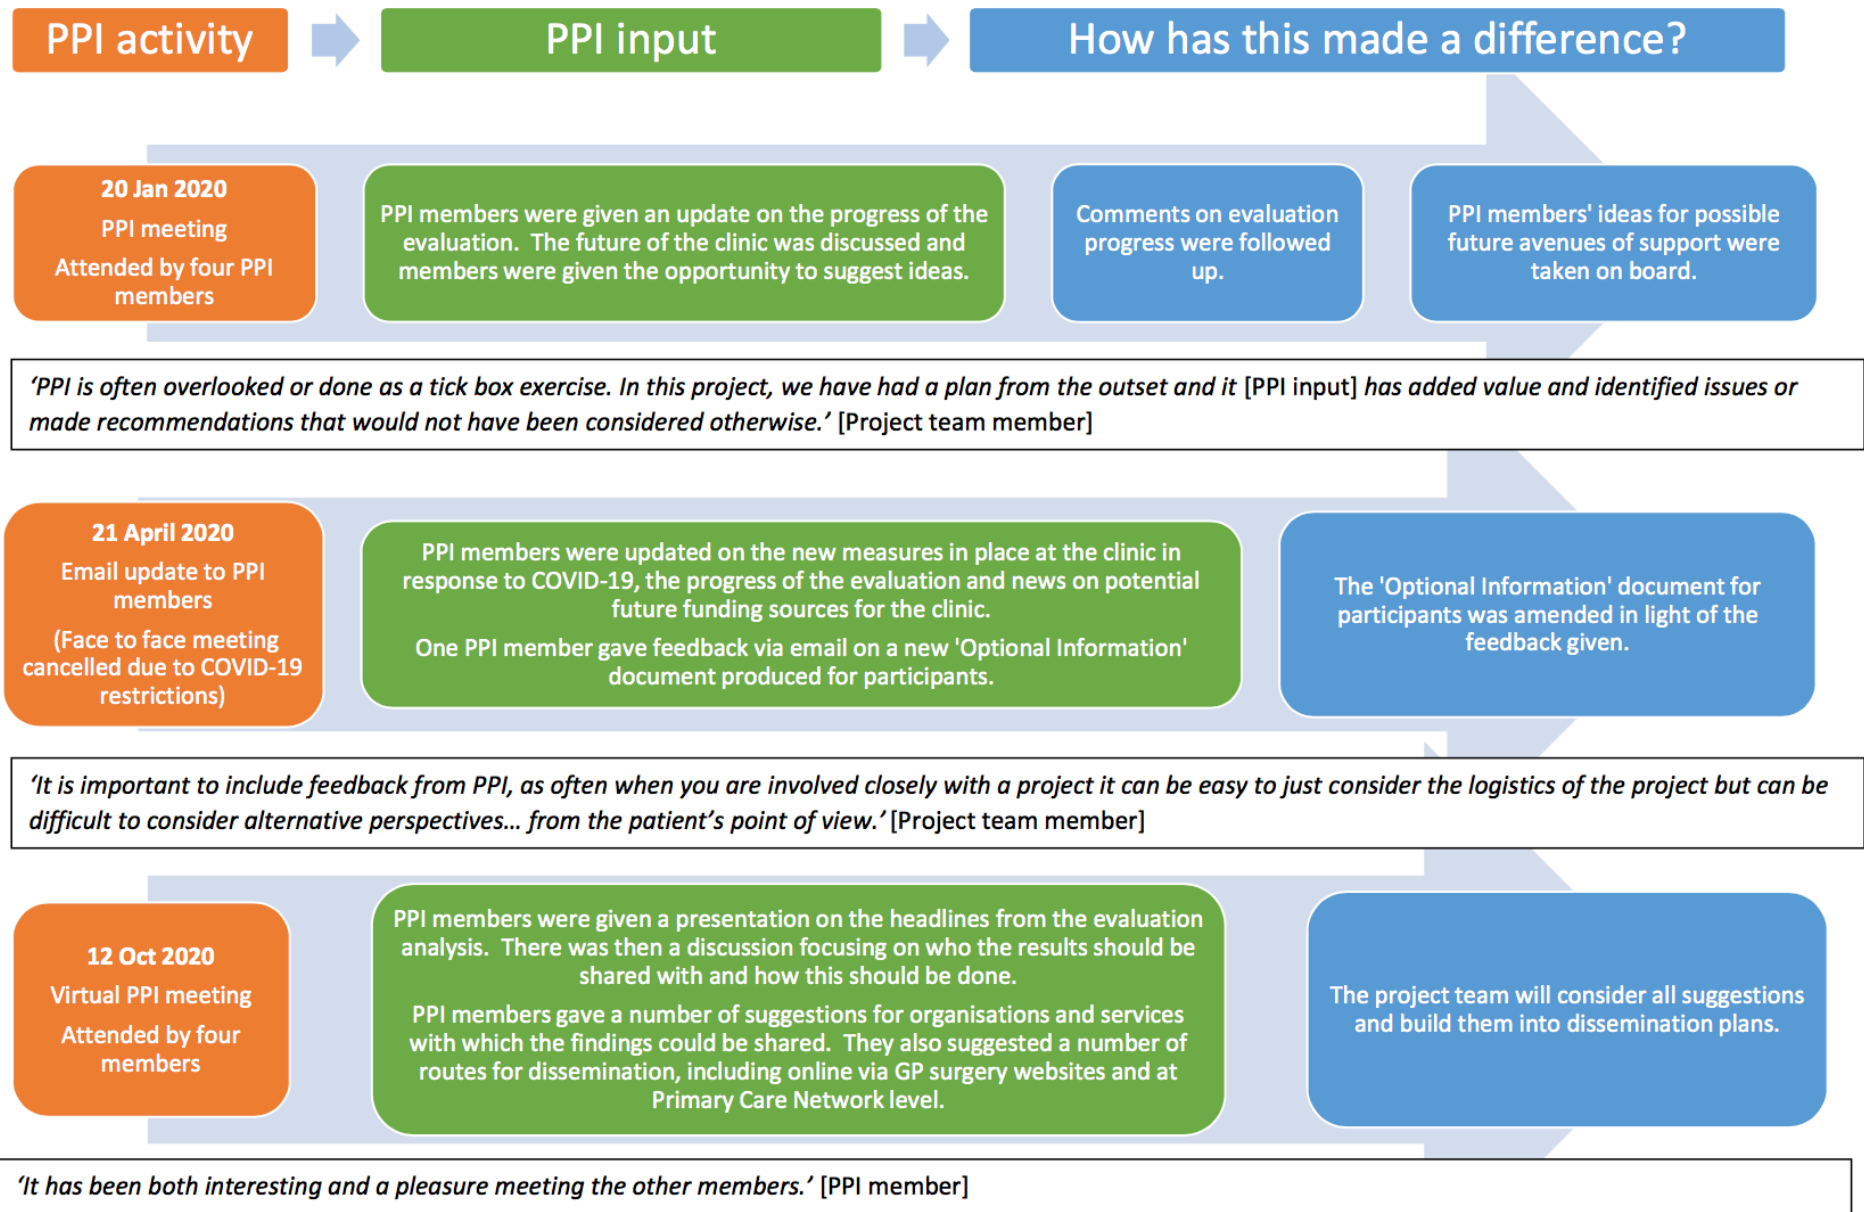 PPI activity
PPI input
How has this made a difference?
20 Jan 2020
PPI meeting
Attended by four PPI
members
PPI members were given an update on the progress of the
evaluation.  The future of the clinic was discussed and
members were given the opportunity to suggest ideas.
Comments on evaluation
progress were followed
up.
PPI members' ideas for possible
future avenues of support were
taken on board.
‘PPI is often overlooked or done as a tick box exercise. In this project, we have had a plan from the outset and it [PPI input] has added value and identified issues or
made recommendations that would not have been considered otherwise.’ [Project team member]
21 April 2020
Email update to PPI
members
(Face to face meeting
cancelled due to COVID-19
restrictions)
PPI members were updated on the new measures in place at the clinic in
response to COVID-19, the progress of the evaluation and news on potential
future funding sources for the clinic.
One PPI member gave feedback via email on a new 'Optional Information'
document produced for participants.
The 'Optional Information' document for
participants was amended in light of the
feedback given.
‘It is important to include feedback from PPI, as often when you are involved closely with a project it can be easy to just consider the logistics of the project but can be
difficult to consider alternative perspectives… from the patient’s point of view.’ [Project team member]
12 Oct 2020
Virtual PPI meeting
Attended by four
members
PPI members were given a presentation on the headlines from the evaluation
analysis.  There was then a discussion focusing on who the results should be
shared with and how this should be done.
PPI members gave a number of suggestions for organisations and services
with which the findings could be shared.  They also suggested a number of
routes for dissemination, including online via GP surgery websites and at
Primary Care Network level.
The project team will consider all suggestions
and build them into dissemination plans.
‘It has been both interesting and a pleasure meeting the other members.’ [PPI member]